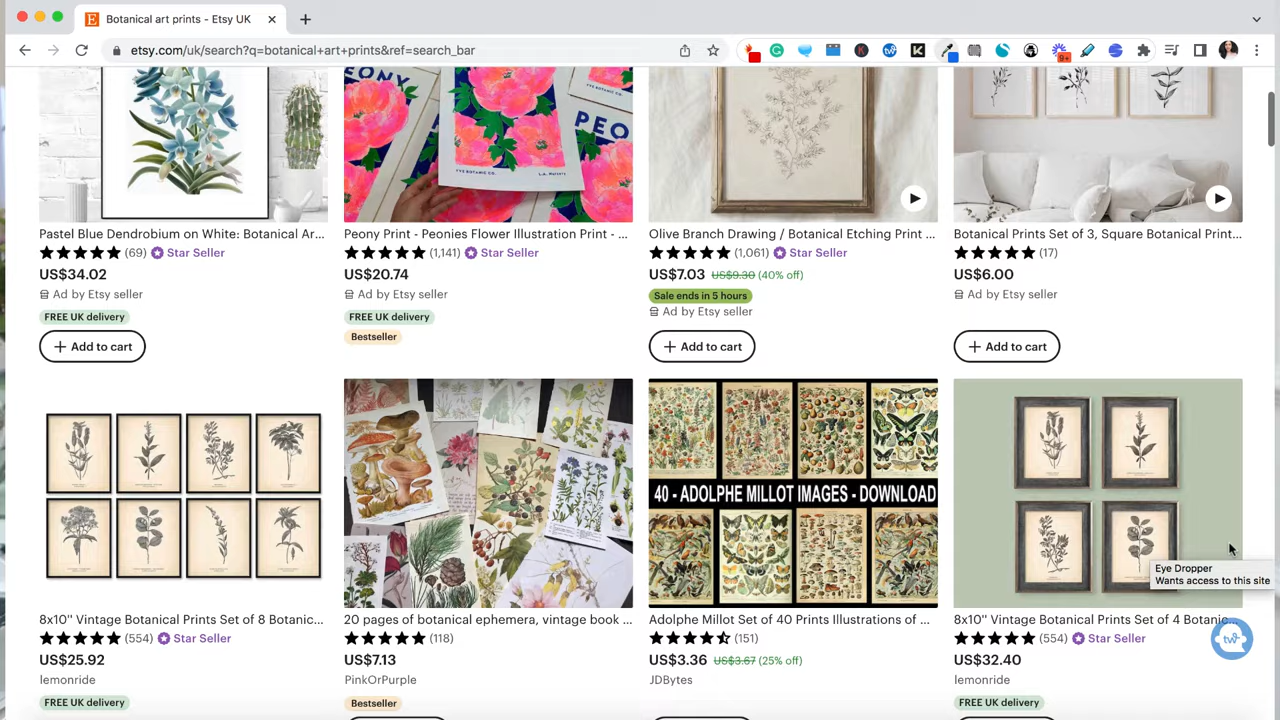 Botanical art prints - Etsy UK
etsy.com/uk/search?q=botanical+art+prints&ref=search_bar
9+
PEONY
YVE BOTANIC CO.
PEO
YVE BOTANIC CO.
Pastel Blue Dendrobium on White: Botanical Ar...
(69) Star Seller
US$34.02
Ad by Etsy seller
FREE UK delivery
Add to cart
Peony Print - Peonies Flower Illustration Print - ...
(1,141) Star Seller
US$20.74
Ad by Etsy seller
FREE UK delivery
Bestseller
Olive Branch Drawing / Botanical Etching Print ...
(1,061) Star Seller
US$7.03 US$9.30 (40% off)
Sale ends in 5 hours
Ad by Etsy seller
Add to cart
Botanical Prints Set of 3, Square Botanical Print...
(17)
US$6.00
Ad by Etsy seller
Add to cart
40 - ADOLPHE MILLOT IMAGES - DOWNLOAD
Eye Dropper
Wants access to this site
8x10'' Vintage Botanical Prints Set of 8 Botanic...
(554) Star Seller
US$25.92
lemonride
FREE UK delivery
20 pages of botanical ephemera, vintage book ...
(118)
US$7.13
PinkOrPurple
Bestseller
Adolphe Millot Set of 40 Prints Illustrations of ...
(151)
US$3.36 US$3.67 (25% off)
JDBytes
8x10'' Vintage Botanical Prints Set of 4 Botanic...
(554) Star Seller
US$32.40
lemonride
FREE UK delivery